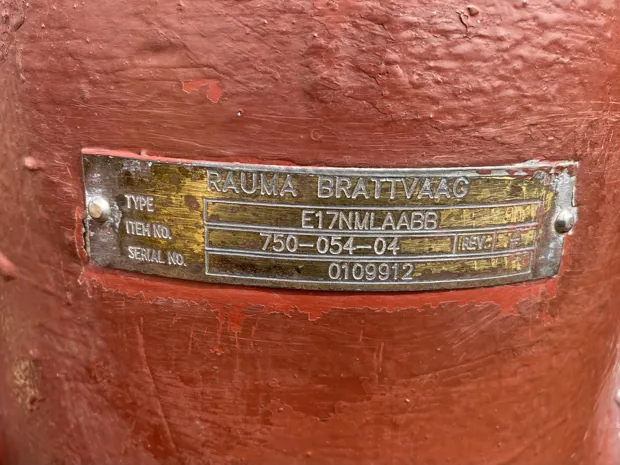 RAUMA BRATTVAAG
TYPE E17NMLAABB
ITEM NO. 750-054-04 REV.
SERIAL NO. 0109912